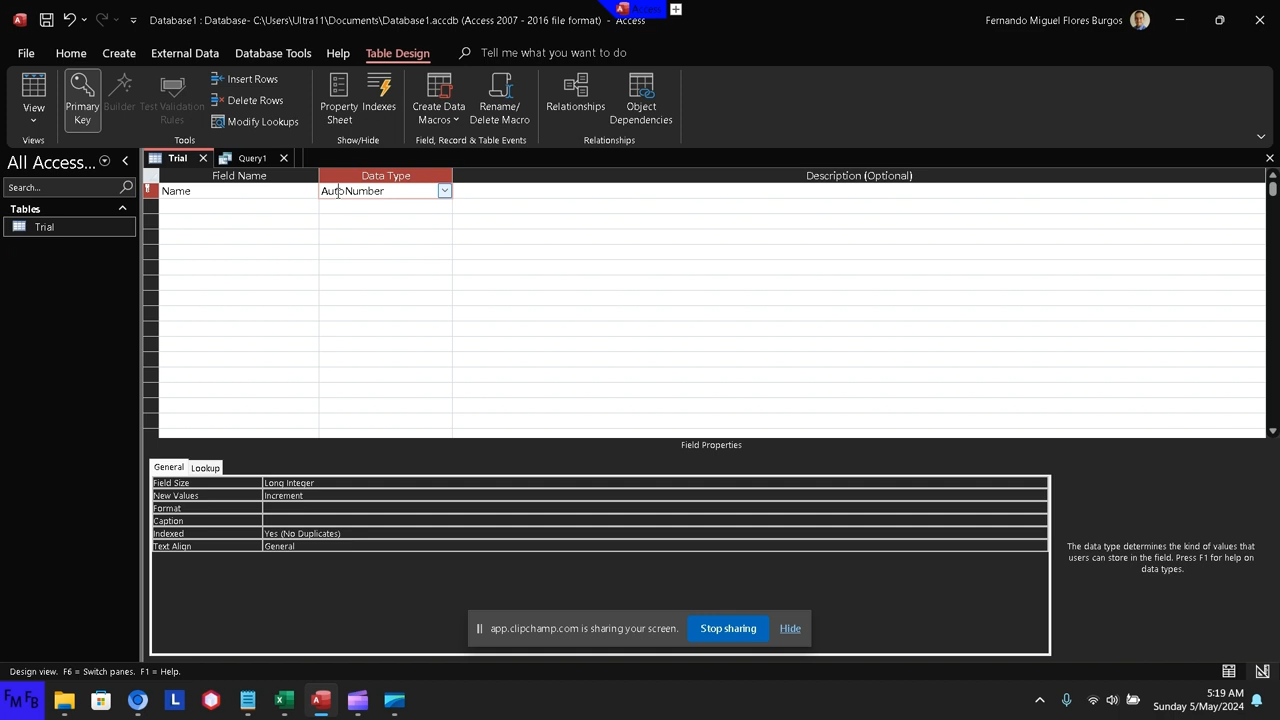 Access
Database1 : Database- C:\Users\Ultra11\Documents\Database1.accdb (Access 2007 - 2016 file format) - Access
Fernando Miguel Flores Burgos
File Home Create External Data Database Tools Help Table Design Tell me what you want to do
View
Primary Key
Builder
Test Validation Rules
Insert Rows
Delete Rows
Modify Lookups
Property Sheet
Indexes
Create Data Macros
Rename/ Delete Macro
Relationships
Object Dependencies
Views
Tools
Show/Hide
Field, Record & Table Events
Relationships
All Access...
Search...
Tables
Trial
Trial
Query1
Field Name Data Type Description (Optional)
Name AutoNumber
Field Properties
General Lookup
Field Size Long Integer
New Values Increment
Format
Caption
Indexed Yes (No Duplicates)
Text Align General
The data type determines the kind of values that
users can store in the field. Press F1 for help on
data types.
app.clipchamp.com is sharing your screen. Stop sharing Hide
Design view. F6 = Switch panes. F1 = Help.
FM FB
L
5:19 AM
Sunday 5/May/2024